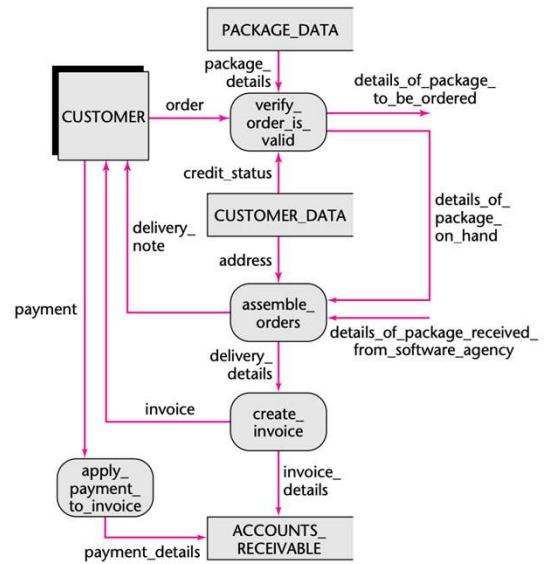 PACKAGE_DATA
package_
details
details_of_package_
to_be_ordered
CUSTOMER
order
verify_
order_is_
valid
credit_status
CUSTOMER_DATA
details_of_
package_
on_hand
delivery_
note
address
payment
assemble_
orders
details_of_package_received_
from_software_agency
delivery_
details
invoice
create_
invoice
apply_
payment_
to_invoice
invoice_
details
ACCOUNTS_
RECEIVABLE
payment_details